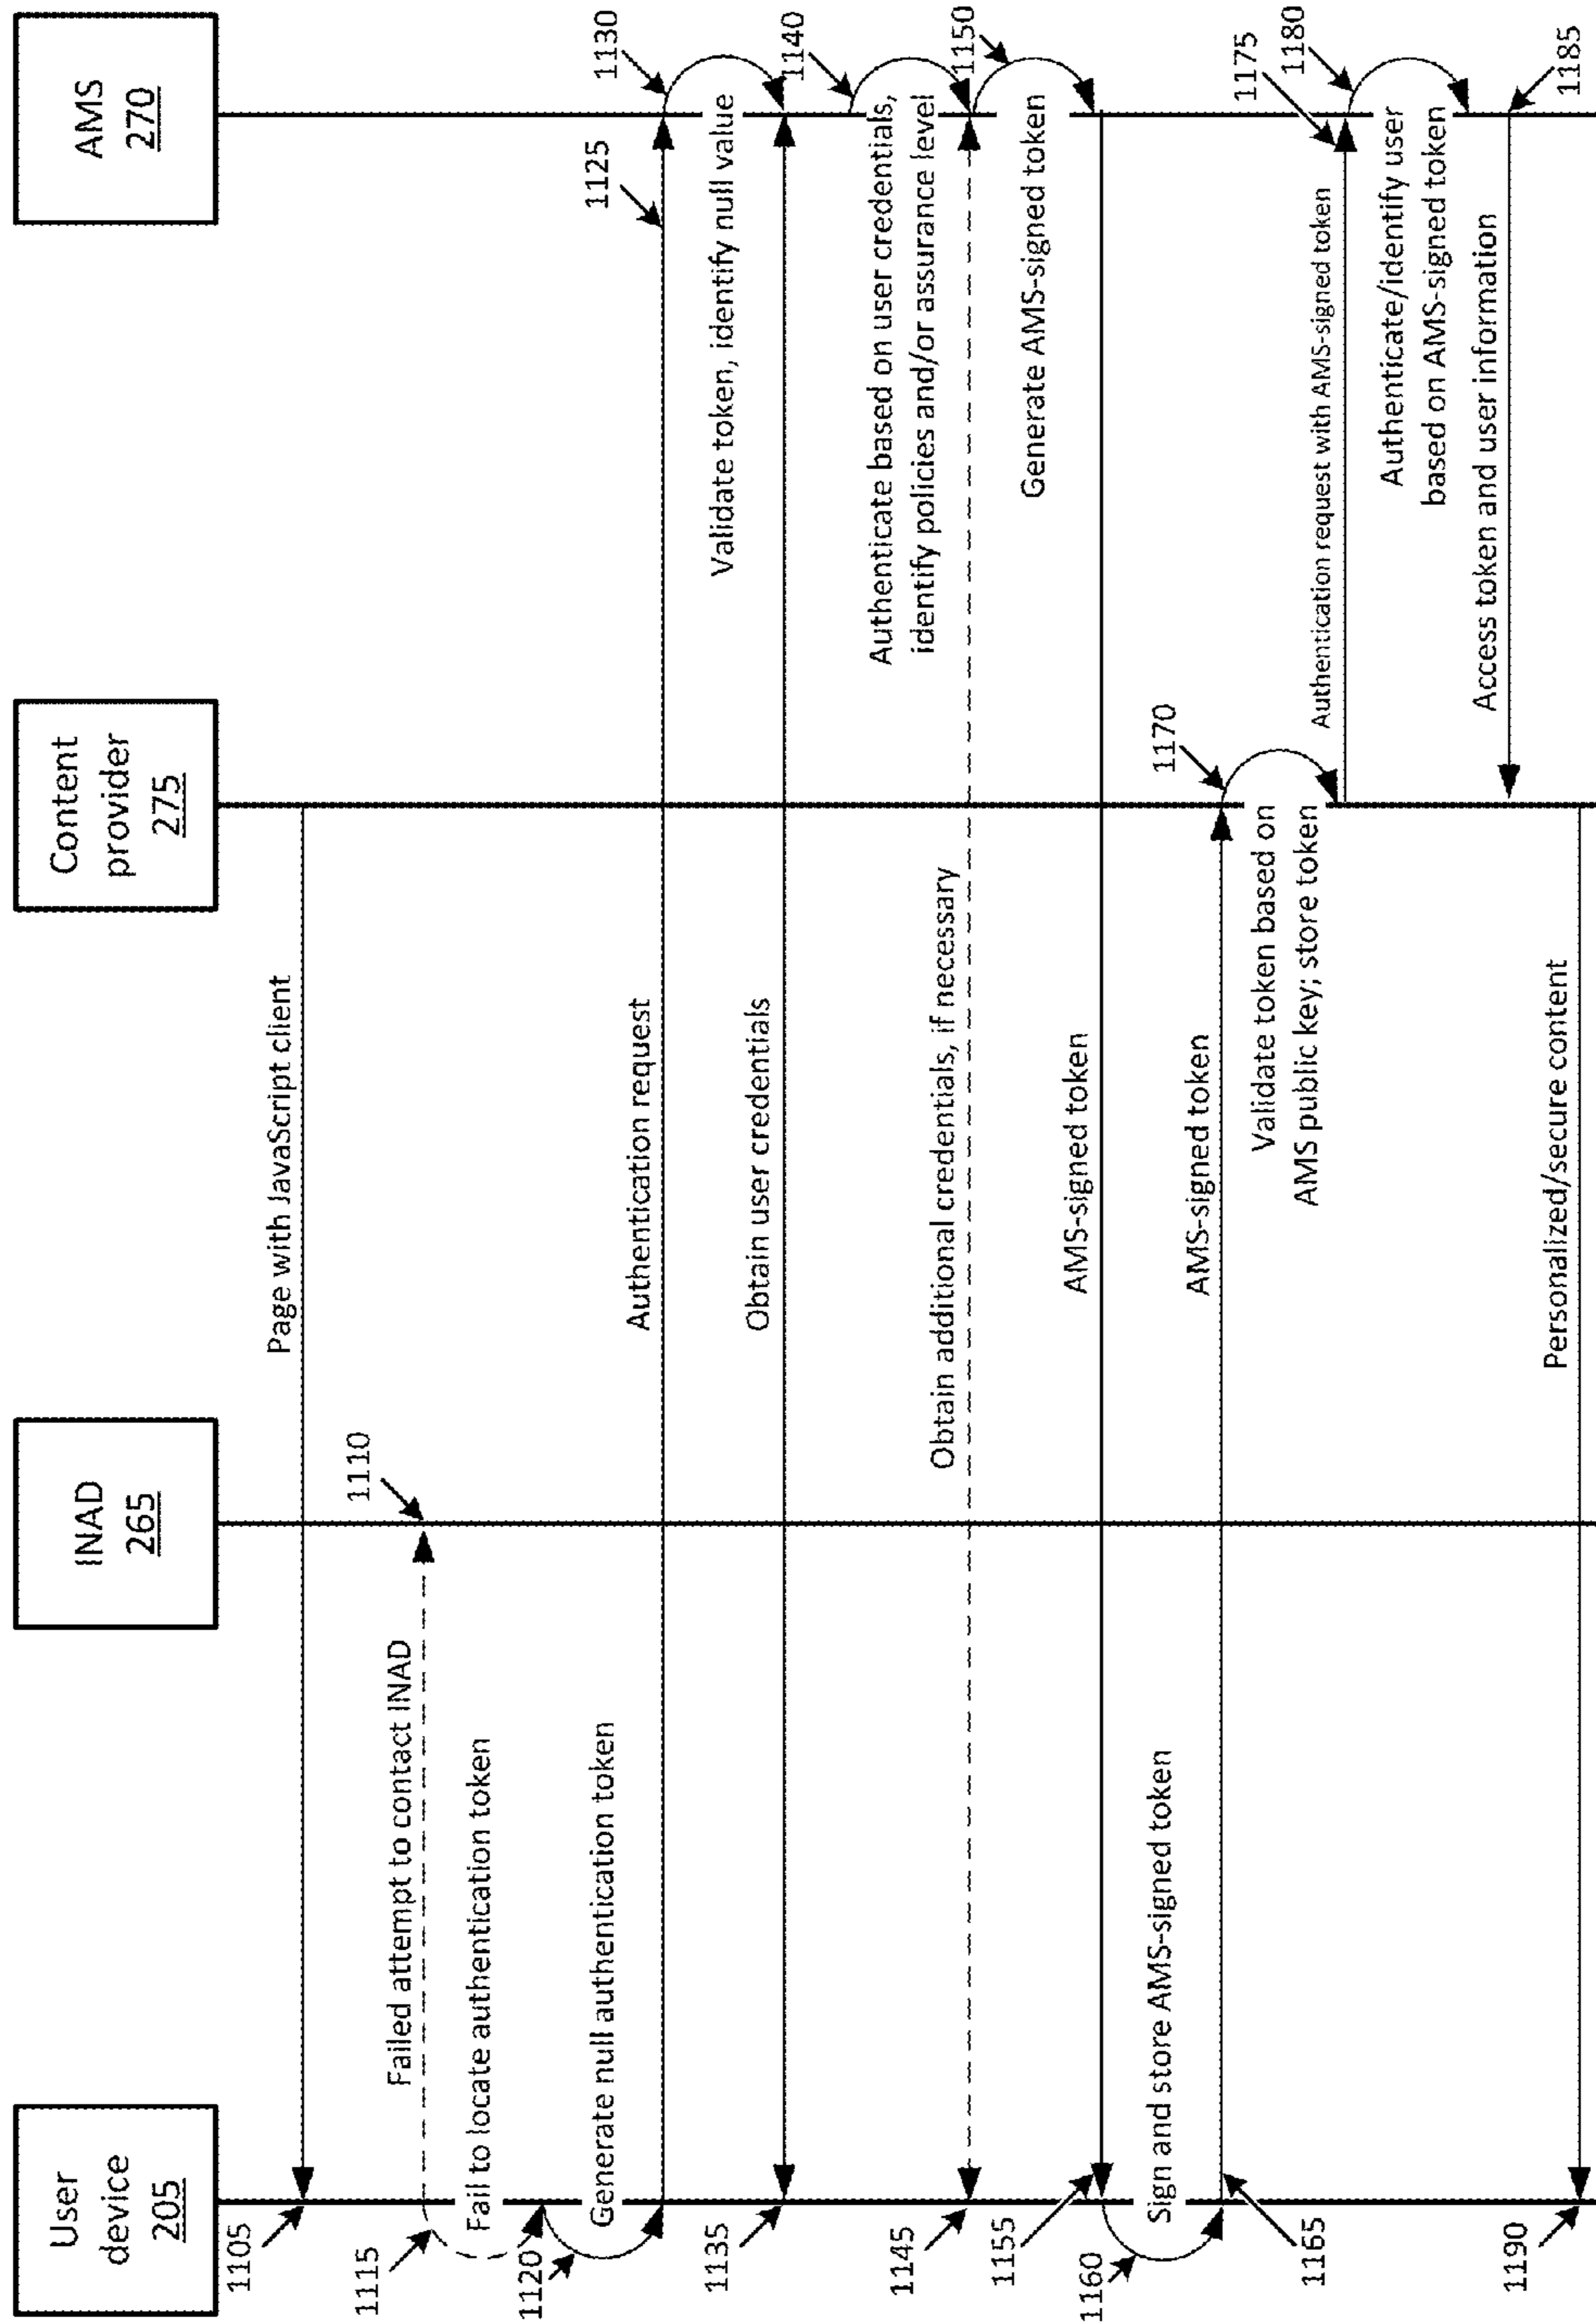 User
device
205
INAD
265
Content
provider
275
AMS
270
1105
Page with JavaScript client
1110
Failed attempt to contact INAD
1115
Fail to locate authentication token
1120
Generate null authentication token
Authentication request
1125
1130
Validate token, identify null value
1135
Obtain user credentials
1140
Authenticate based on user credentials,
identify policies and/or assurance level
1145
Obtain additional credentials, if necessary
1150
Generate AMS-signed token
1155
AMS-signed token
1160
Sign and store AMS-signed token
1165
AMS-signed token
1170
Validate token based on
AMS public key; store token
Authentication request with AMS-signed token
1175
1180
Authenticate/identify user
based on AMS-signed token
Access token and user information
1185
1190
Personalized/secure content